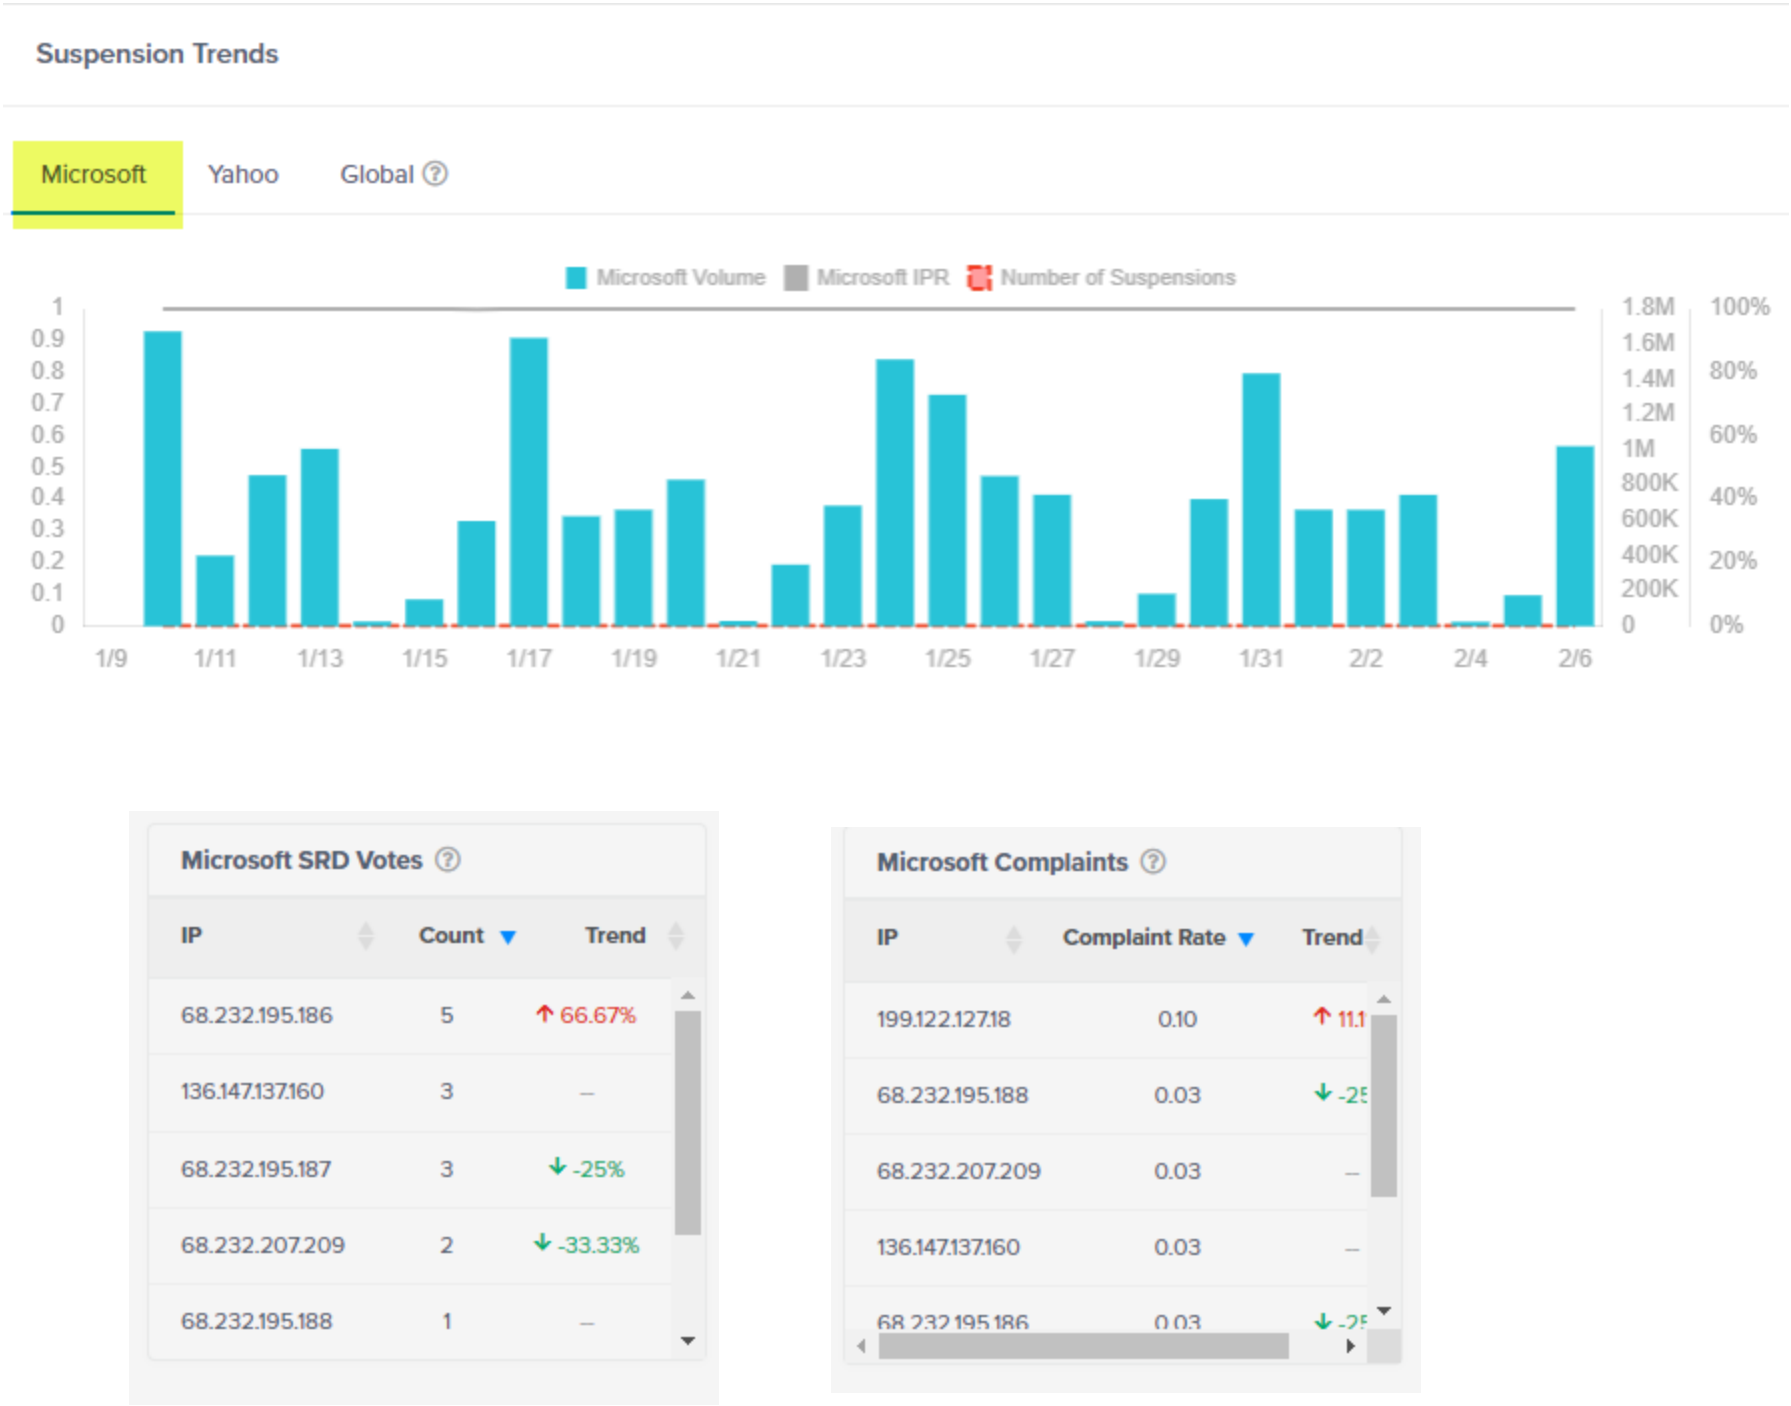 Suspension Trends
Microsoft Yahoo Global ?
Microsoft Volume Microsoft IPR Number of Suspensions
1 1.8M 100%
0.9 1.6M
0.8 1.4M 80%
0.7 1.2M
0.6 1M 60%
0.5 800K
0.4 600K 40%
0.3 400K
0.2 200K 20%
0.1
0 0 0%
1/9 1/11 1/13 1/15 1/17 1/19 1/21 1/23 1/25 1/27 1/29 1/31 2/2 2/4 2/6
Microsoft SRD Votes ?
IP Count Trend
68.232.195.186 5 ↑ 66.67%
136.147.137.160 3 –
68.232.195.187 3 ↓ -25%
68.232.207.209 2 ↓ -33.33%
68.232.195.188 1 –
Microsoft Complaints ?
IP Complaint Rate Trend
199.122.127.18 0.10 ↑ 11.1
68.232.195.188 0.03 ↓ -25
68.232.207.209 0.03 –
136.147.137.160 0.03 –
68.232.195.186 0.03 ↓ -25